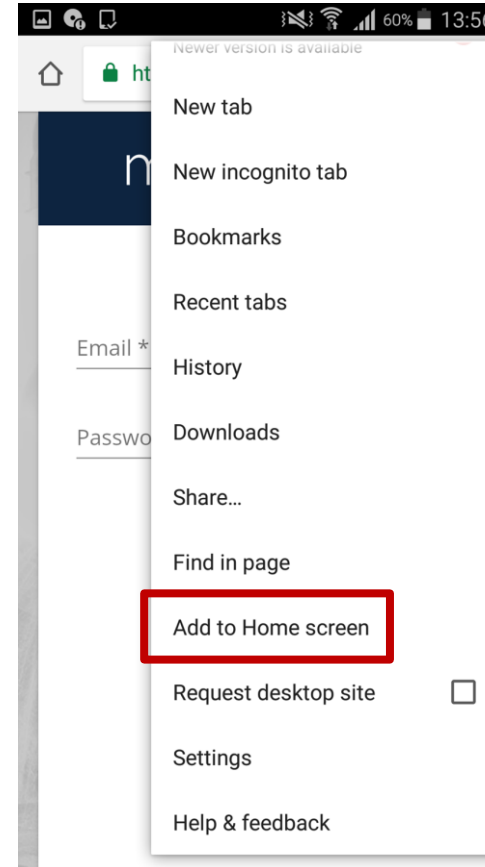 60% 13:56
Newer version is available
ht
m
New tab
New incognito tab
Bookmarks
Recent tabs
Email *
History
Passwo
Downloads
Share...
Find in page
Add to Home screen
Request desktop site
Settings
Help & feedback